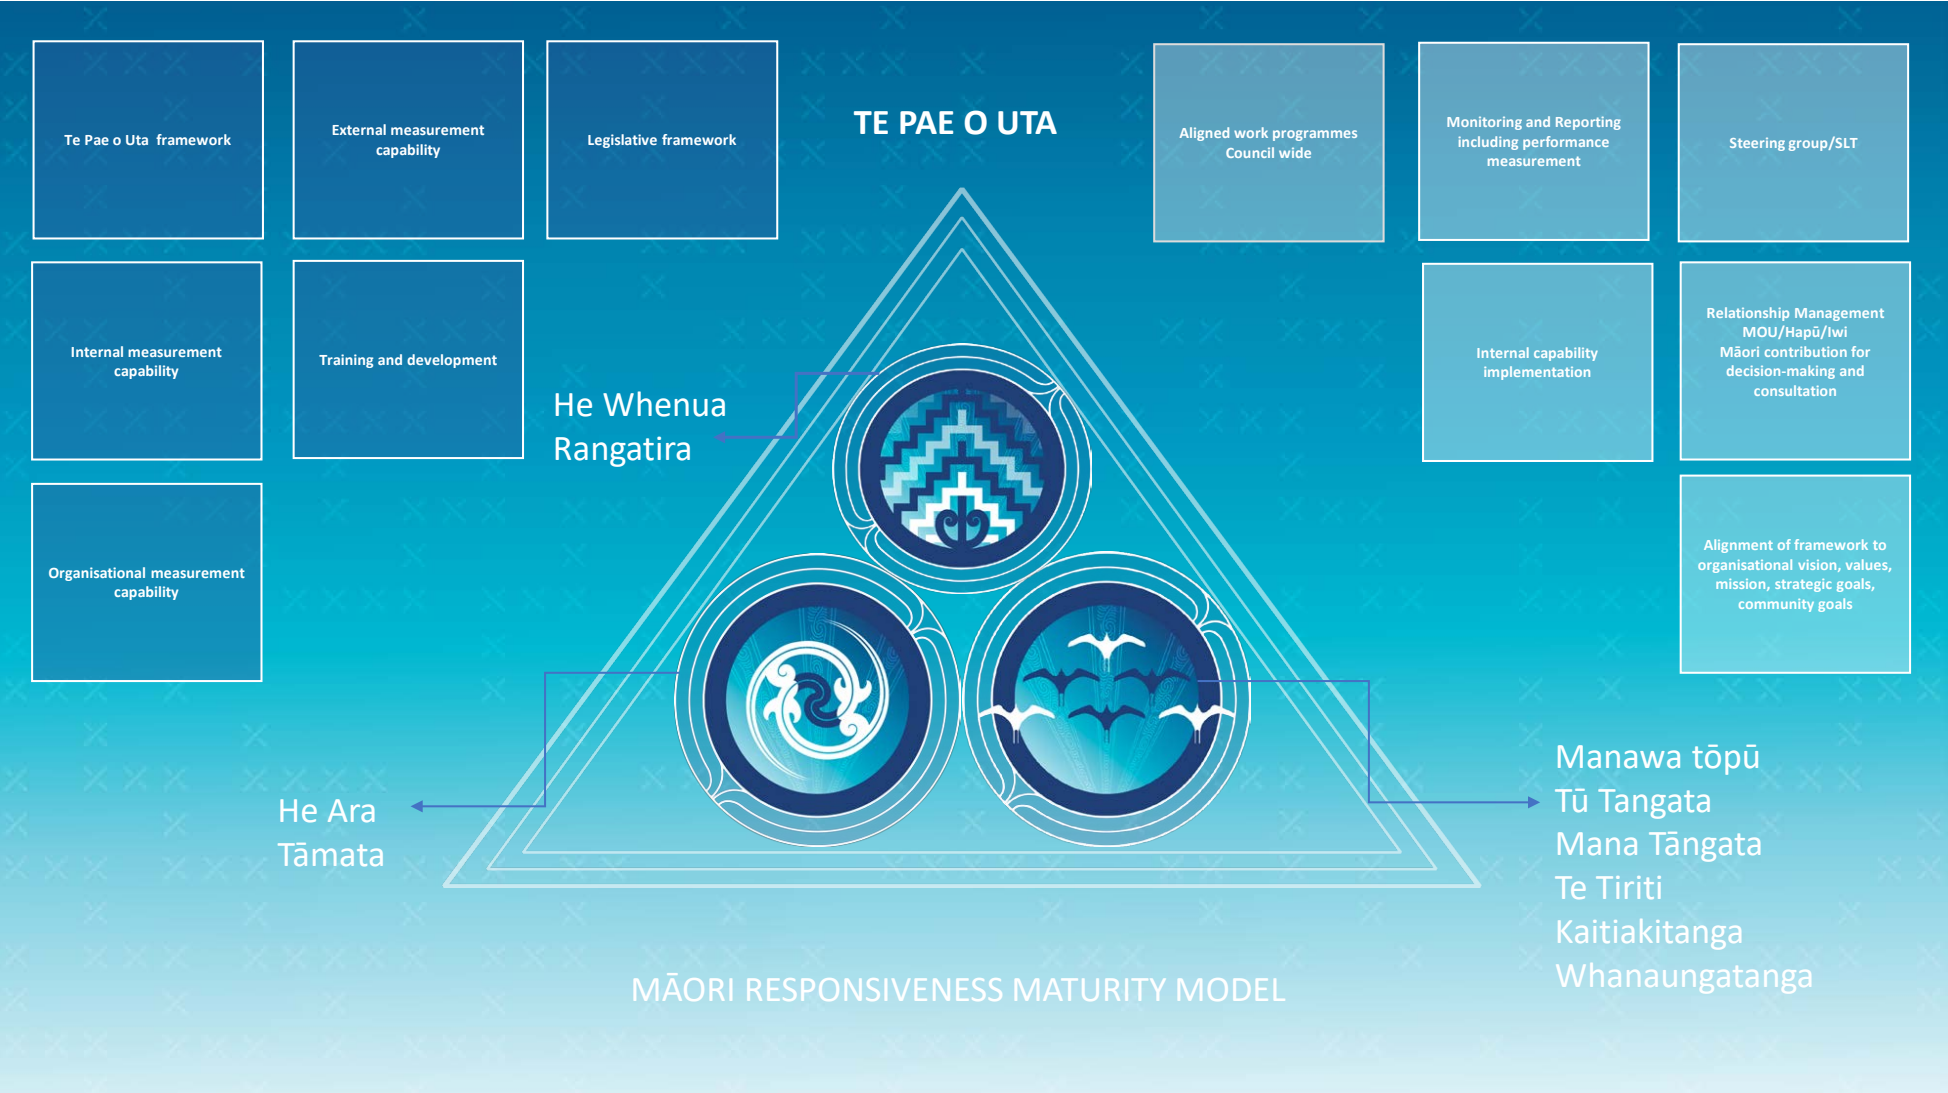 Te Pae o Uta framework
External measurement
capability
Legislative framework
TE PAE O UTA
Aligned work programmes
Council wide
Monitoring and Reporting
including performance
measurement
Steering group/SLT
Internal measurement
capability
Training and development
Internal capability
implementation
Relationship Management
MOU/Hapū/Iwi
Māori contribution for
decision-making and
consultation
He Whenua
Rangatira
Organisational measurement
capability
Alignment of framework to
organisational vision, values,
mission, strategic goals,
community goals
He Ara
Tāmata
Manawa tōpū
Tū Tangata
Mana Tāngata
Te Tiriti
Kaitiakitanga
Whanaungatanga
MĀORI RESPONSIVENESS MATURITY MODEL